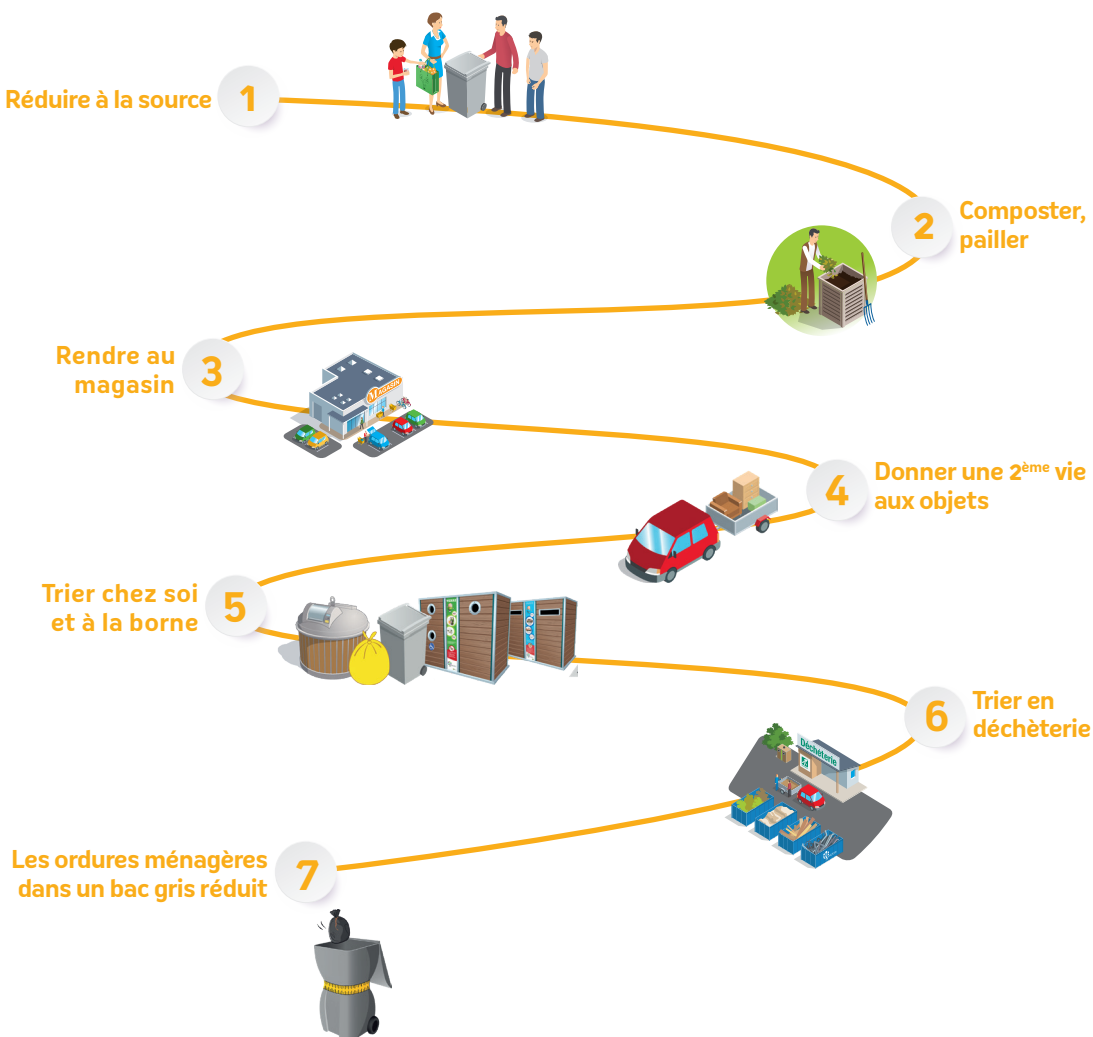 Réduire à la source
1
2
Composter,
pailler
Rendre au
magasin
3
MAGASIN
4
Donner une 2ème vie
aux objets
Trier chez soi
et à la borne
5
6
Trier en
déchèterie
Déchèterie
Les ordures ménagères
dans un bac gris réduit
7